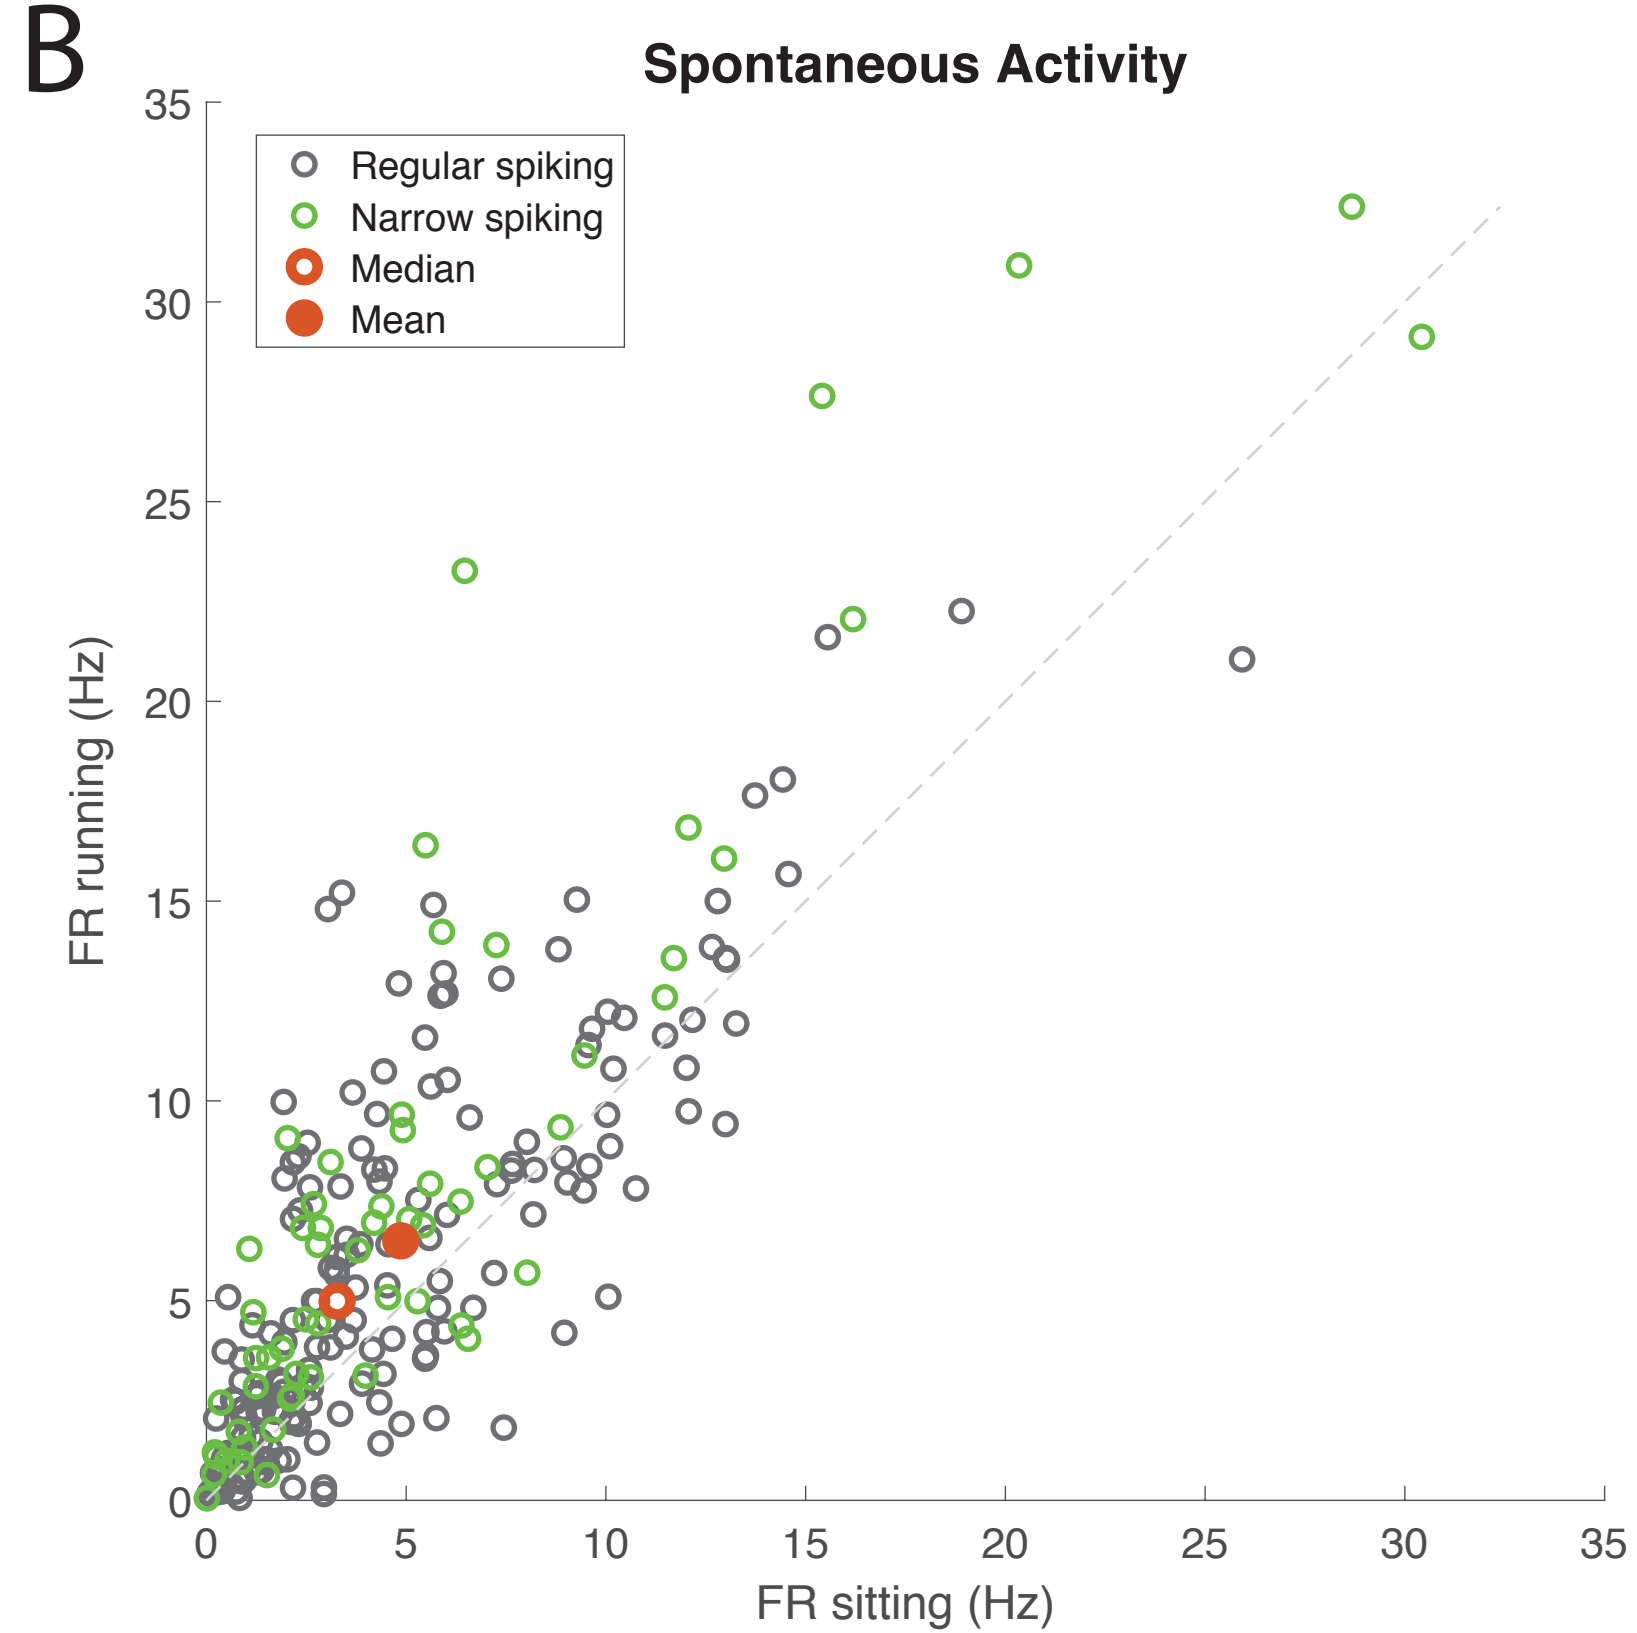 B
Spontaneous Activity
35
30
25
20
15
10
5
0
FR running (Hz)
Regular spiking
Narrow spiking
Median
Mean
0 5 10 15 20 25 30 35
FR sitting (Hz)